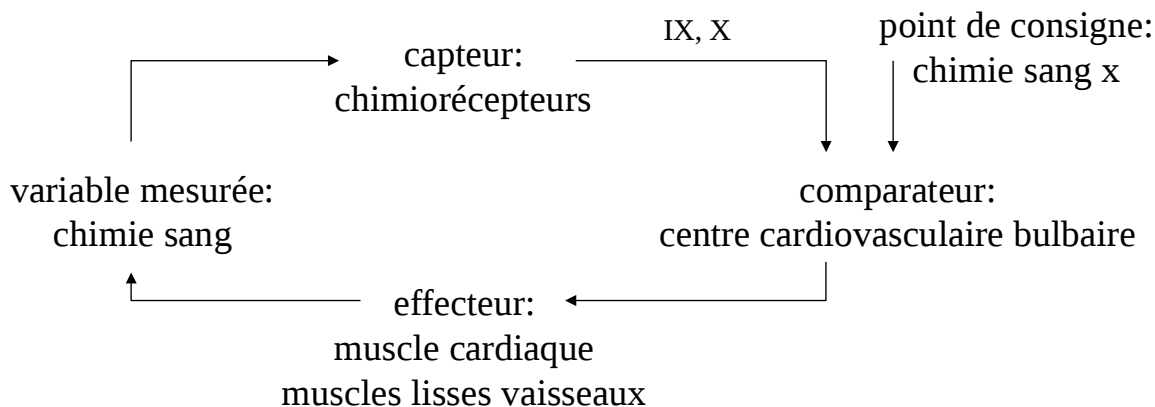 IX, X
point de consigne:
chimie sang x
capteur:
chimiorécepteurs
variable mesurée:
chimie sang
comparateur:
centre cardiovasculaire bulbaire
effecteur:
muscle cardiaque
muscles lisses vaisseaux